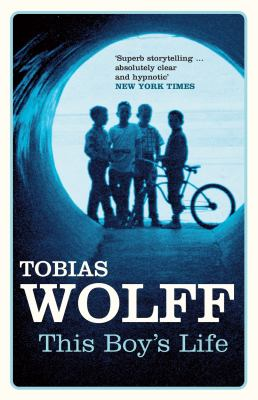 ‘Superb storytelling ...
absolutely clear
and hypnotic’
NEW YORK TIMES
TOBIAS
WOLFF
This Boy’s Life